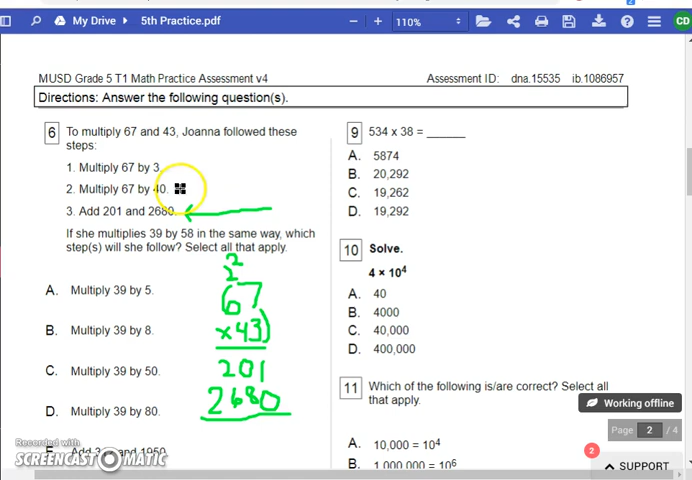 My Drive
5th Practice.pdf
110%
CD
MUSD Grade 5 T1 Math Practice Assessment v4
Assessment ID: dna.15535 ib.1086957
Directions: Answer the following question(s).
6 To multiply 67 and 43, Joanna followed these
steps:
1. Multiply 67 by 3.
2. Multiply 67 by 40.
3. Add 201 and 2680.
If she multiplies 39 by 58 in the same way, which
step(s) will she follow? Select all that apply.
A. Multiply 39 by 5.
B. Multiply 39 by 8.
C. Multiply 39 by 50.
D. Multiply 39 by 80.
and 1950.
2
2
67
×43
201
2680
9 534 x 38 = ______
A. 5874
B. 20,292
C. 19,262
D. 19,292
10 Solve.
4 × 10⁴
A. 40
B. 4000
C. 40,000
D. 400,000
11 Which of the following is/are correct? Select all
that apply.
A. 10,000 = 10⁴
B. 1,000,000 = 10⁶
Working offline
Page 2 / 4
2
SUPPORT
Recorded with
SCREENCAST-O-MATIC